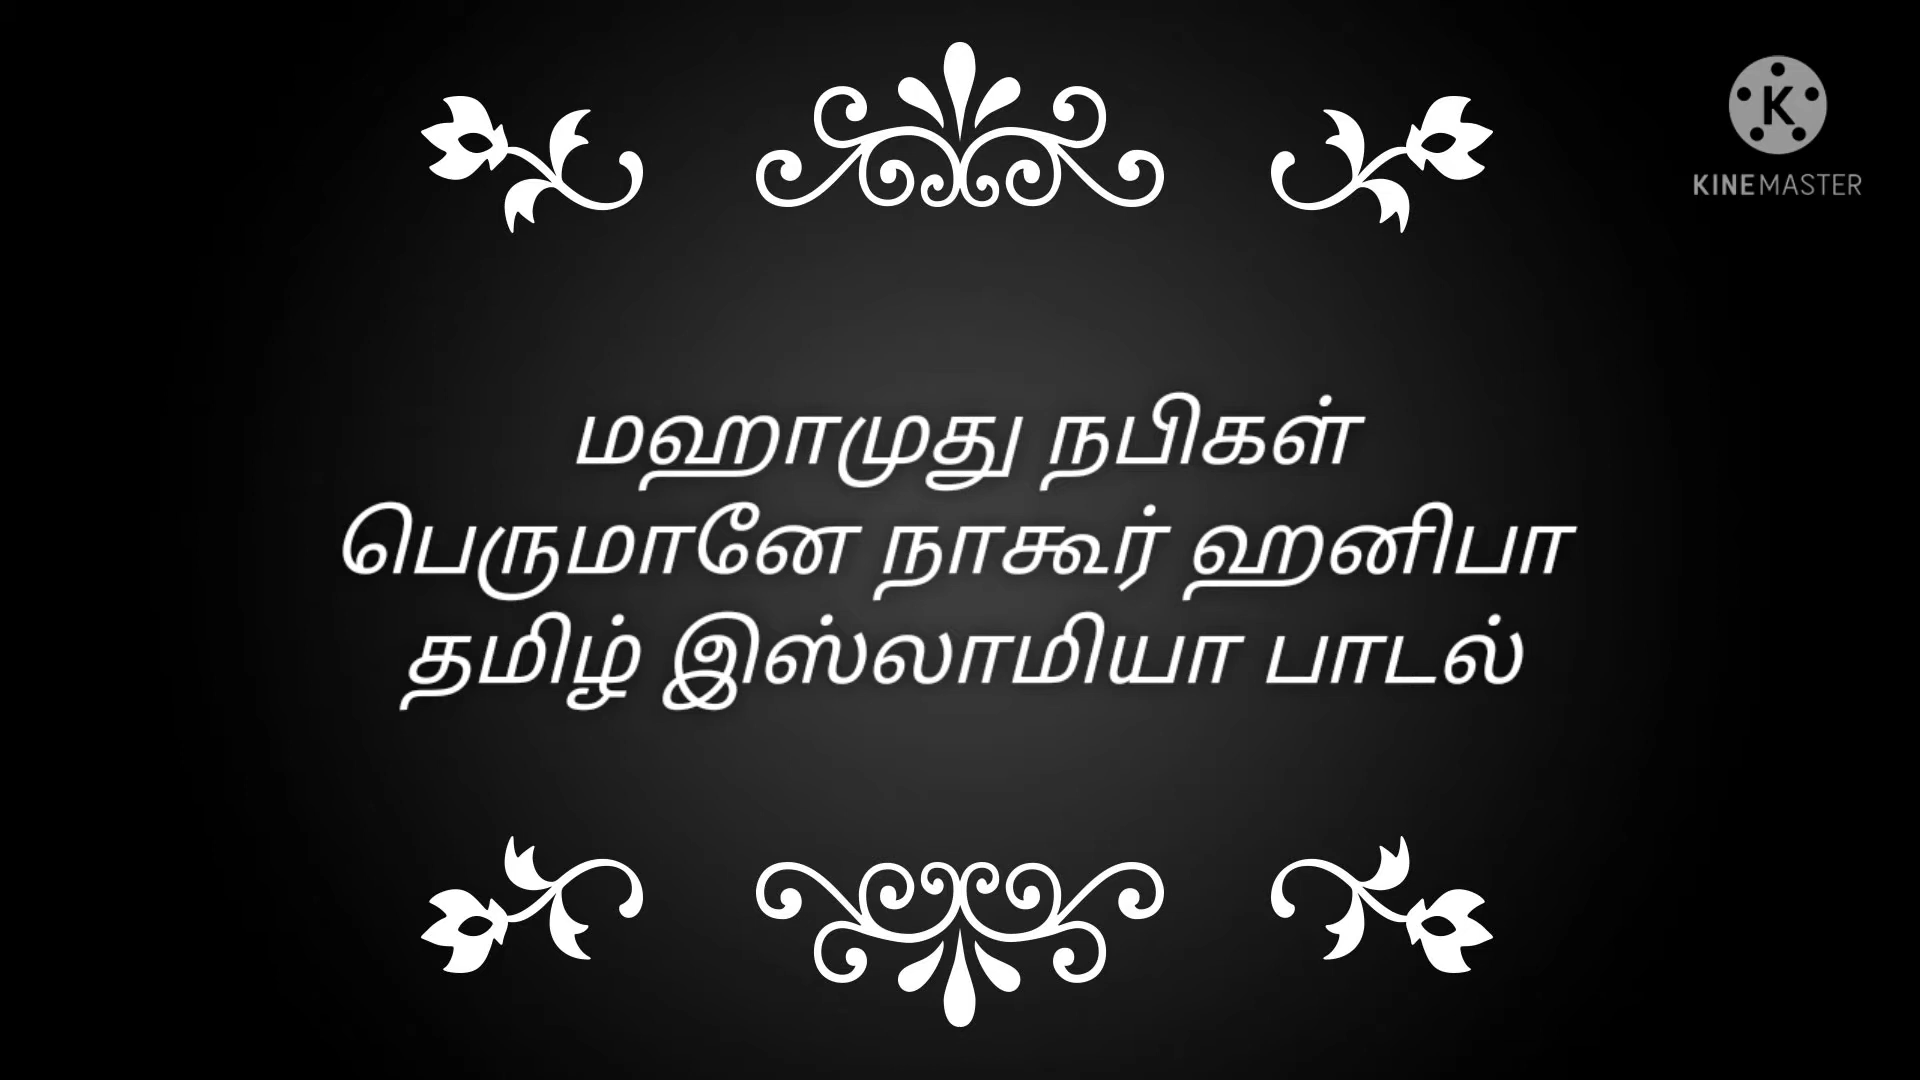 KINEMASTER
மஹாமுது நபிகள்
பெருமானே நாகூர் ஹனிபா
தமிழ் இஸ்லாமியா பாடல்